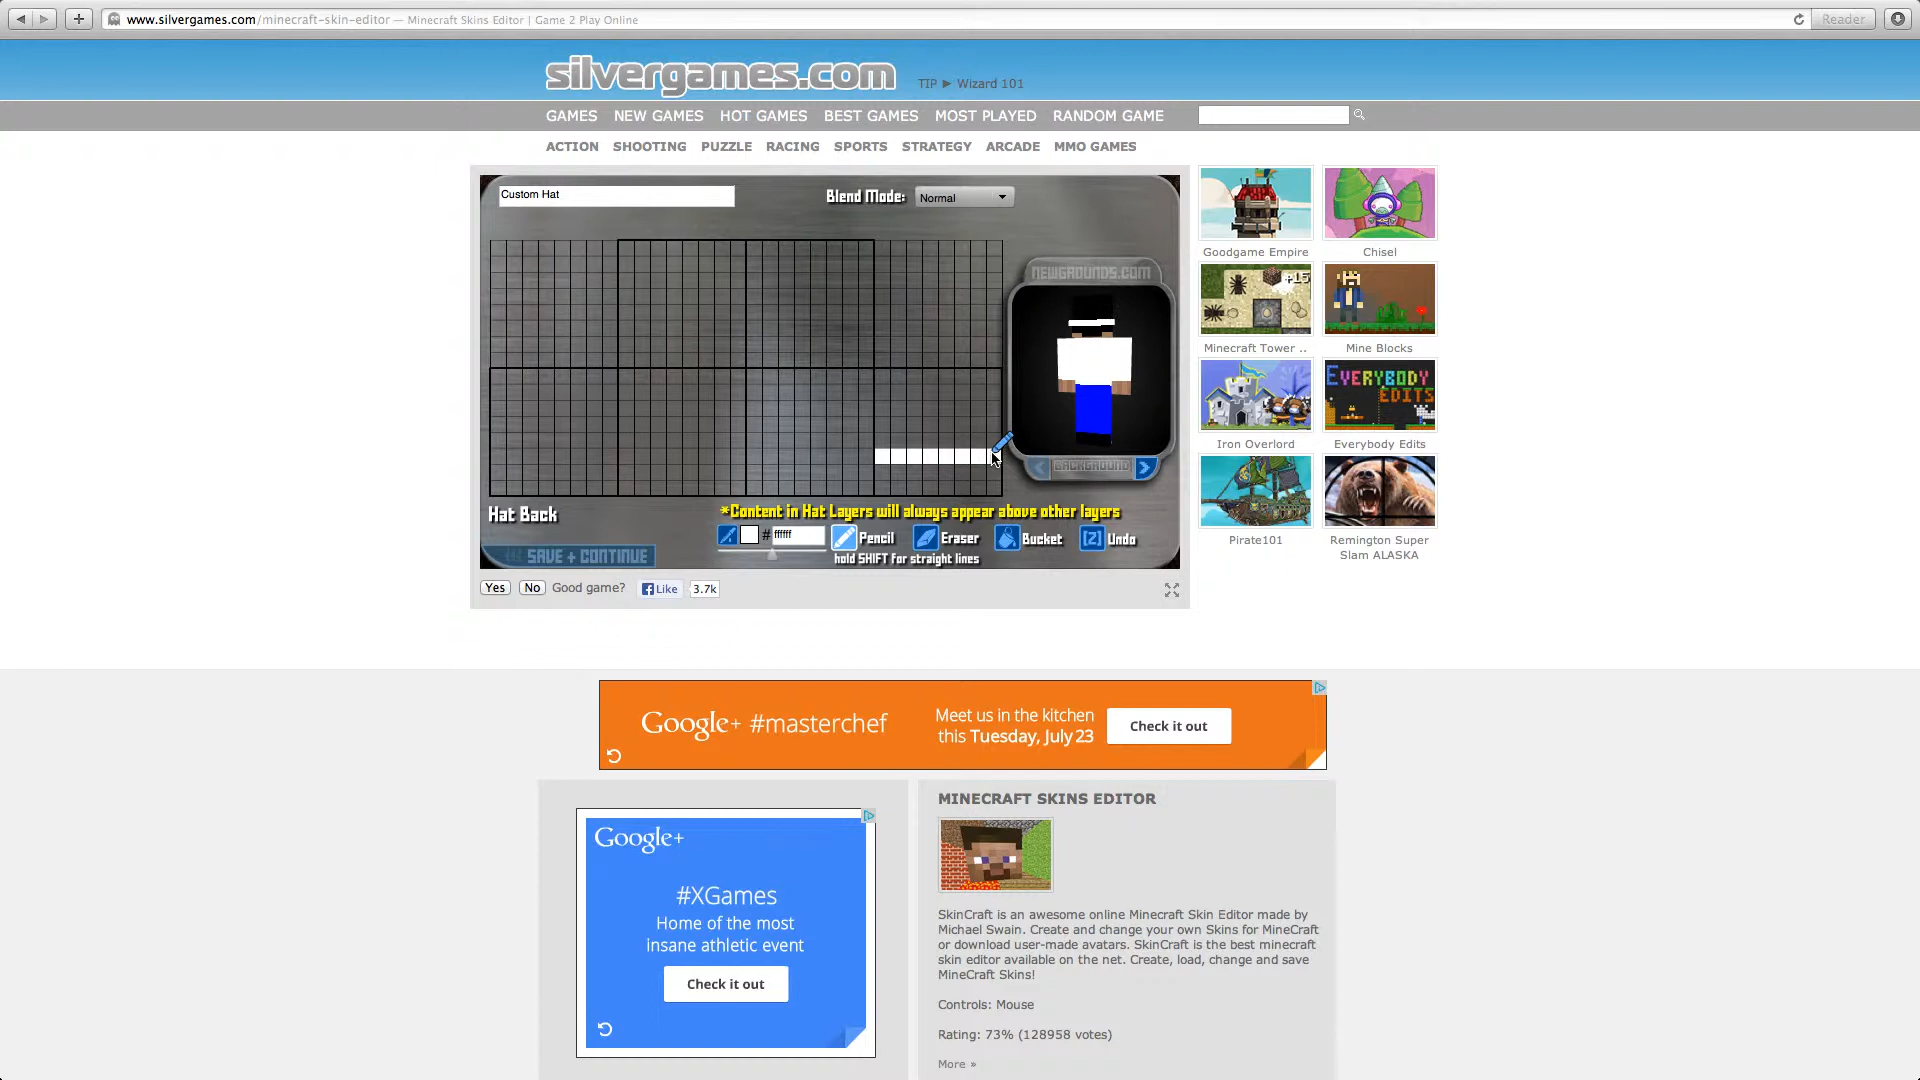 www.silvergames.com/minecraft-skin-editor — Minecraft Skins Editor | Game 2 Play Online
Reader
silvergames.com
TIP ► Wizard 101
GAMES NEW GAMES HOT GAMES BEST GAMES MOST PLAYED RANDOM GAME
ACTION SHOOTING PUZZLE RACING SPORTS STRATEGY ARCADE MMO GAMES
Custom Hat
Blend Mode: Normal
NEWGROUNDS.COM
BACKGROUND
Hat Back
*Content in Hat Layers will always appear above other layers
# ffffff Pencil Eraser Bucket [Z] Undo
hold SHIFT for straight lines
SAVE + CONTINUE
Yes No Good game? Like 3.7k
Goodgame Empire
Chisel
×15
Minecraft Tower ..
Mine Blocks
EVERYBODY
EDITS
Iron Overlord
Everybody Edits
Pirate101
Remington Super
Slam ALASKA
Google+ #masterchef
Meet us in the kitchen
this Tuesday, July 23
Check it out
Google+
#XGames
Home of the most
insane athletic event
Check it out
MINECRAFT SKINS EDITOR
SkinCraft is an awesome online Minecraft Skin Editor made by
Michael Swain. Create and change your own Skins for MineCraft
or download user-made avatars. SkinCraft is the best minecraft
skin editor available on the net. Create, load, change and save
MineCraft Skins!
Controls: Mouse
Rating: 73% (128958 votes)
More »